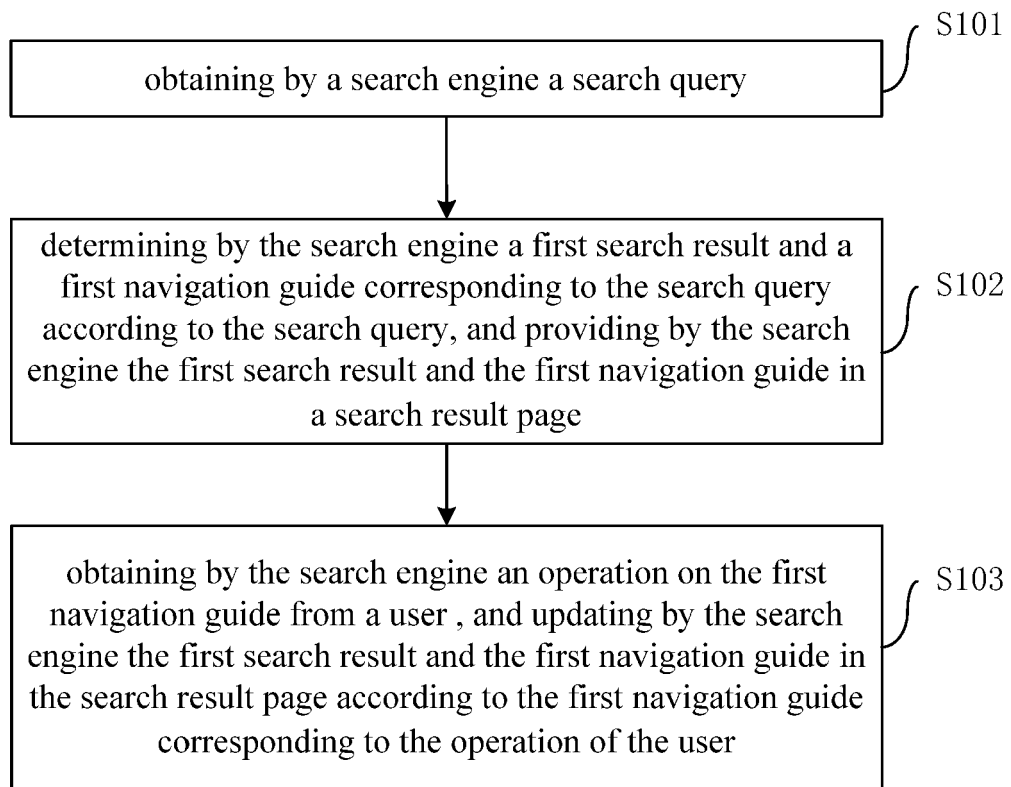 S101
obtaining by a search engine a search query
determining by the search engine a first search result and a
first navigation guide corresponding to the search query
according to the search query, and providing by the search
engine the first search result and the first navigation guide in
a search result page
S102
obtaining by the search engine an operation on the first
navigation guide from a user , and updating by the search
engine the first search result and the first navigation guide in
the search result page according to the first navigation guide
corresponding to the operation of the user
S103